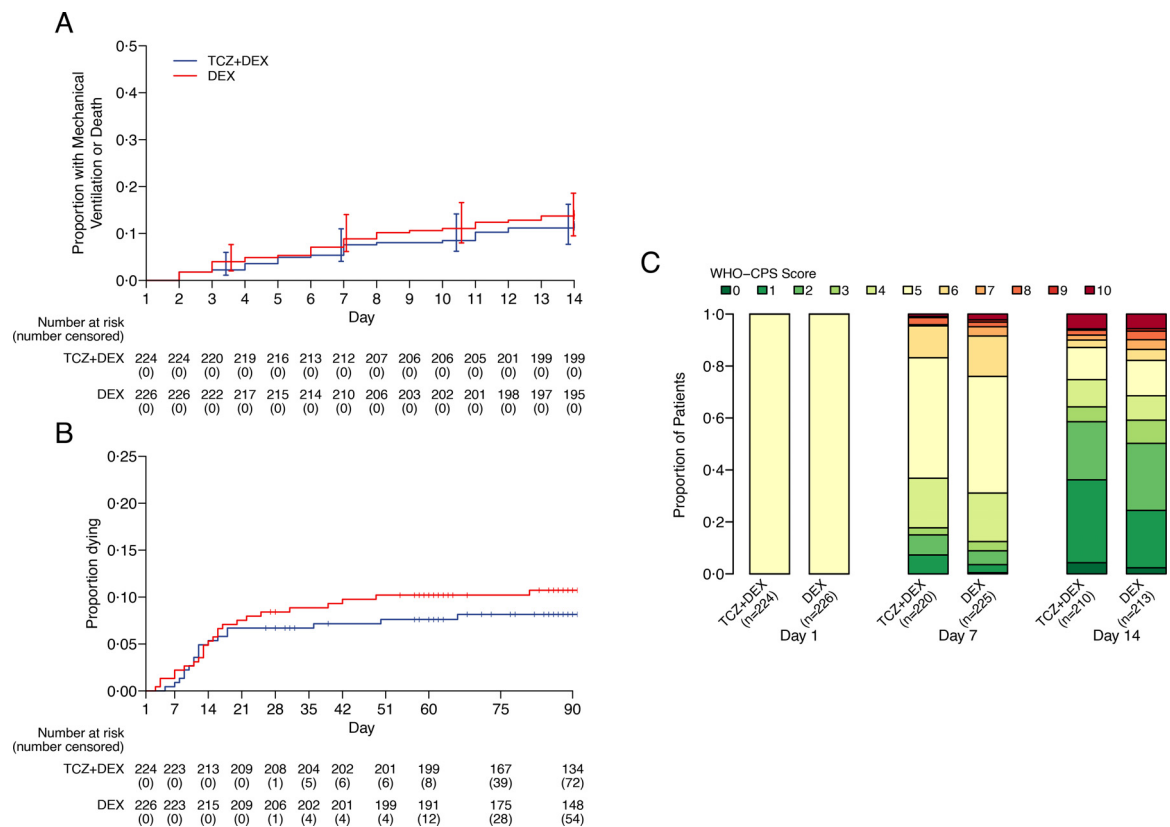 A
0·5
0·4
0·3
0·2
0·1
0·0
Proportion with Mechanical
Ventilation or Death
TCZ+DEX
DEX
1 2 3 4 5 6 7 8 9 10 11 12 13 14
Day
Number at risk
(number censored)
TCZ+DEX 224 224 220 219 216 213 212 207 206 206 205 201 199 199
(0) (0) (0) (0) (0) (0) (0) (0) (0) (0) (0) (0) (0) (0)
DEX 226 226 222 217 215 214 210 206 203 202 201 198 197 195
(0) (0) (0) (0) (0) (0) (0) (0) (0) (0) (0) (0) (0) (0)
B
0·25
0·20
0·15
0·10
0·05
0·00
Proportion dying
1 7 14 21 28 35 42 51 60 75 90
Day
Number at risk
(number censored)
TCZ+DEX 224 223 213 209 208 204 202 201 199 167 134
(0) (0) (0) (0) (1) (5) (6) (6) (8) (39) (72)
DEX 226 223 215 209 206 202 201 199 191 175 148
(0) (0) (0) (0) (1) (4) (4) (4) (12) (28) (54)
C
WHO−CPS Score
0 1 2 3 4 5 6 7 8 9 10
1·0
0·8
0·6
0·4
0·2
0·0
Proportion of Patients
TCZ+DEX
(n=224)
DEX
(n=226)
TCZ+DEX
(n=220)
DEX
(n=225)
TCZ+DEX
(n=210)
DEX
(n=213)
Day 1 Day 7 Day 14